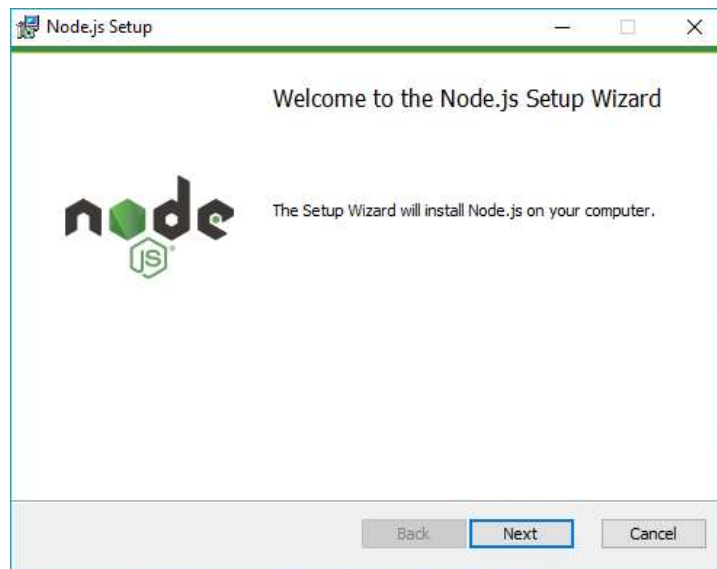 Node.js Setup
Welcome to the Node.js Setup Wizard
node
JS
The Setup Wizard will install Node.js on your computer.
Back
Next
Cancel